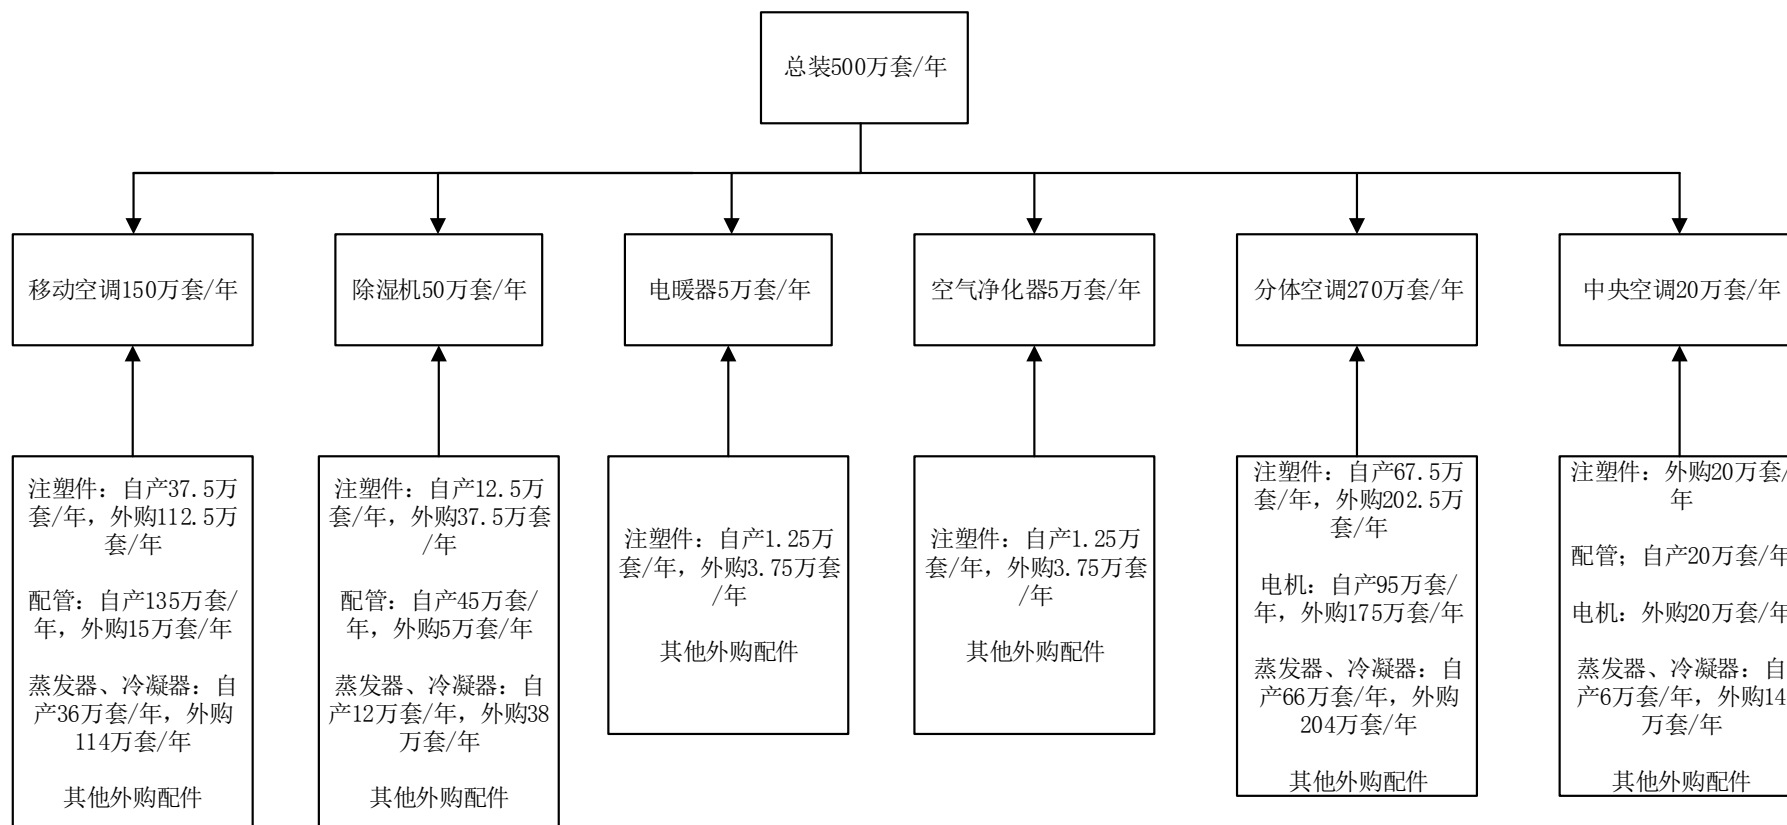 总装500万套/年
移动空调150万套/年
除湿机50万套/年
电暖器5万套/年
空气净化器5万套/年
分体空调270万套/年
中央空调20万套/年
注塑件：自产37.5万
套/年，外购112.5万
套/年
配管：自产135万套/
年，外购15万套/年
蒸发器、冷凝器：自
产36万套/年，外购
114万套/年
其他外购配件
注塑件：自产12.5万
套/年，外购37.5万套
/年
配管：自产45万套/
年，外购5万套/年
蒸发器、冷凝器：自
产12万套/年，外购38
万套/年
其他外购配件
注塑件：自产1.25万
套/年，外购3.75万套
/年
其他外购配件
注塑件：自产1.25万
套/年，外购3.75万套
/年
其他外购配件
注塑件：自产67.5万
套/年，外购202.5万
套/年
电机：自产95万套/
年，外购175万套/年
蒸发器、冷凝器：自
产66万套/年，外购
204万套/年
其他外购配件
注塑件：外购20万套/
年
配管；自产20万套/年
电机：外购20万套/年
蒸发器、冷凝器：自
产6万套/年，外购14
万套/年
其他外购配件